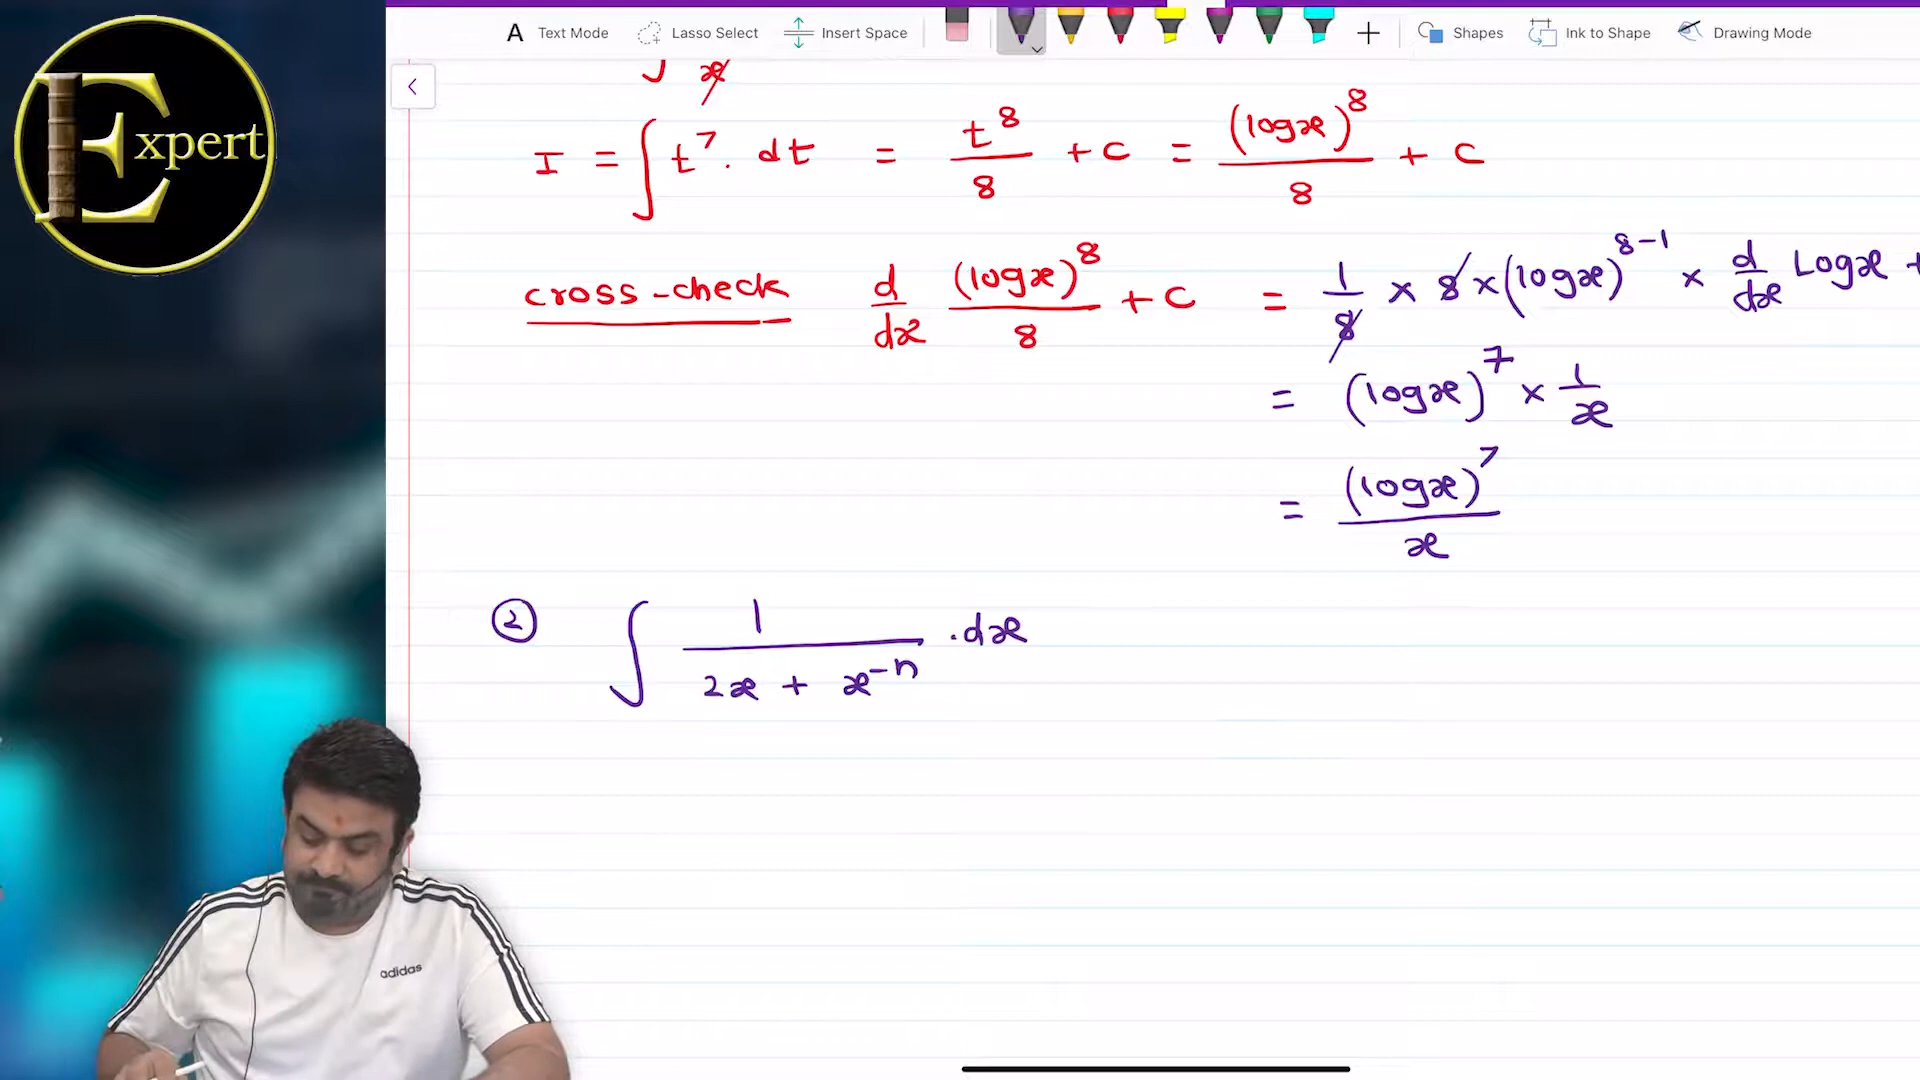 Expert
A Text Mode Lasso Select Insert Space + Shapes Ink to Shape Drawing Mode
<
∫ x
I = ∫ t⁷ . dt = t⁸/8 + C = (logx)⁸/8 + C
cross-check d/dx (logx)⁸/8 + C = 1/8 × 8 × (logx)⁸⁻¹ × d/dx Logx +
= (logx)⁷ × 1/x
= (logx)⁷/x
② ∫ 1/(2x + x⁻ⁿ) .dx
adidas